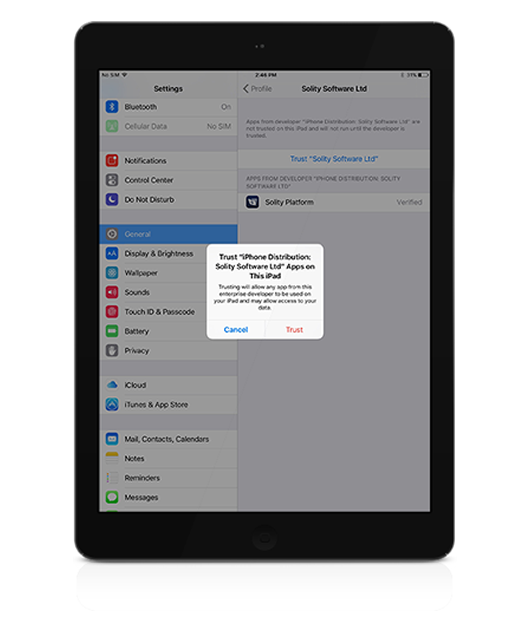 No SIM
2:46 PM
31%
Settings
Profile
Solity Software Ltd
Bluetooth
On
Cellular Data
No SIM
Notifications
Control Center
Do Not Disturb
General
Display & Brightness
Wallpaper
Sounds
Touch ID & Passcode
Battery
Privacy
iCloud
iTunes & App Store
Mail, Contacts, Calendars
Notes
Reminders
Messages
Apps from developer "iPhone Distribution: Solity Software Ltd" are
not trusted on this iPad and will not run until the developer is
trusted.
Trust "Solity Software Ltd"
APPS FROM DEVELOPER "IPHONE DISTRIBUTION: SOLITY
SOFTWARE LTD"
Solity Platform
Verified
Trust "iPhone Distribution:
Solity Software Ltd" Apps on
This iPad
Trusting will allow any app from this
enterprise developer to be used on
your iPad and may allow access to your
data.
Cancel
Trust